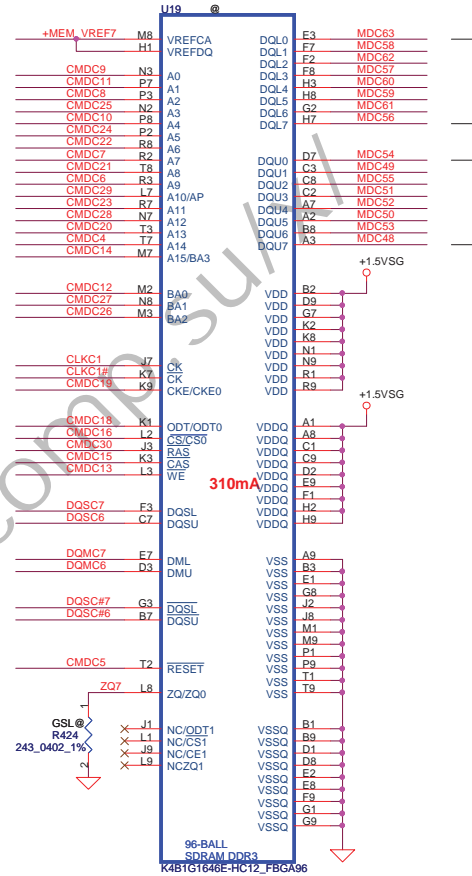 U19 @
+MEM_VREF7 M8 VREFCA DQL0 E3 MDC63
H1 VREFDQ DQL1 F7 MDC58
DQL2 F2 MDC62
CMDC9 N3 A0 DQL3 F8 MDC57
CMDC11 P7 A1 DQL4 H3 MDC60
CMDC8 P3 A2 DQL5 H8 MDC59
CMDC25 N2 A3 DQL6 G2 MDC61
CMDC10 P8 A4 DQL7 H7 MDC56
CMDC24 P2 A5
CMDC22 R8 A6
CMDC7 R2 A7 DQU0 D7 MDC54
CMDC21 T8 A8 DQU1 C3 MDC49
CMDC6 R3 A9 DQU2 C8 MDC55
CMDC29 L7 A10/AP DQU3 C2 MDC51
CMDC23 R7 A11 DQU4 A7 MDC52
CMDC28 N7 A12 DQU5 A2 MDC50
CMDC20 T3 A13 DQU6 B8 MDC53
CMDC4 T7 A14 DQU7 A3 MDC48
CMDC14 M7 A15/BA3
+1.5VSG
CMDC12 M2 BA0 VDD B2
CMDC27 N8 BA1 VDD D9
CMDC26 M3 BA2 VDD G7
VDD K2
VDD K8
VDD N1
CLKC1 J7 CK VDD N9
CLKC1# K7 CK VDD R1
CMDC19 K9 CKE/CKE0 VDD R9
+1.5VSG
CMDC18 K1 ODT/ODT0 VDDQ A1
CMDC16 L2 CS/CS0 VDDQ A8
CMDC30 J3 RAS VDDQ C1
CMDC15 K3 CAS VDDQ C9
CMDC13 L3 WE VDDQ D2
310mA VDDQ E9
VDDQ F1
DQSC7 F3 DQSL VDDQ H2
DQSC6 C7 DQSU VDDQ H9
DQMC7 E7 DML VSS A9
DQMC6 D3 DMU VSS B3
VSS E1
VSS G8
DQSC#7 G3 DQSL VSS J2
DQSC#6 B7 DQSU VSS J8
VSS M1
VSS M9
VSS P1
CMDC5 T2 RESET VSS P9
VSS T1
ZQ7 L8 ZQ/ZQ0 VSS T9
1
GSL@
R424
243_0402_1%
2
J1 NC/ODT1 VSSQ B1
L1 NC/CS1 VSSQ B9
J9 NC/CE1 VSSQ D1
L9 NCZQ1 VSSQ D8
VSSQ E2
VSSQ E8
VSSQ F9
VSSQ G1
VSSQ G9
96-BALL
SDRAM DDR3
K4B1G1646E-HC12_FBGA96
omp.su/x/